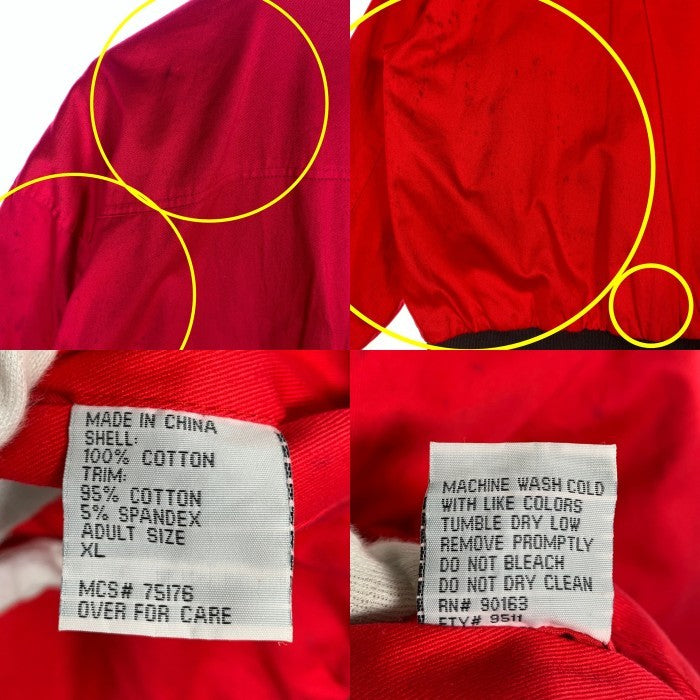 MADE IN CHINA
SHELL:
100% COTTON
TRIM:
95% COTTON
5% SPANDEX
ADULT SIZE
XL
MCS# 75176
OVER FOR CARE
MACHINE WASH COLD
WITH LIKE COLORS
TUMBLE DRY LOW
REMOVE PROMPTLY
DO NOT BLEACH
DO NOT DRY CLEAN
RN# 90163
FTY# 9511